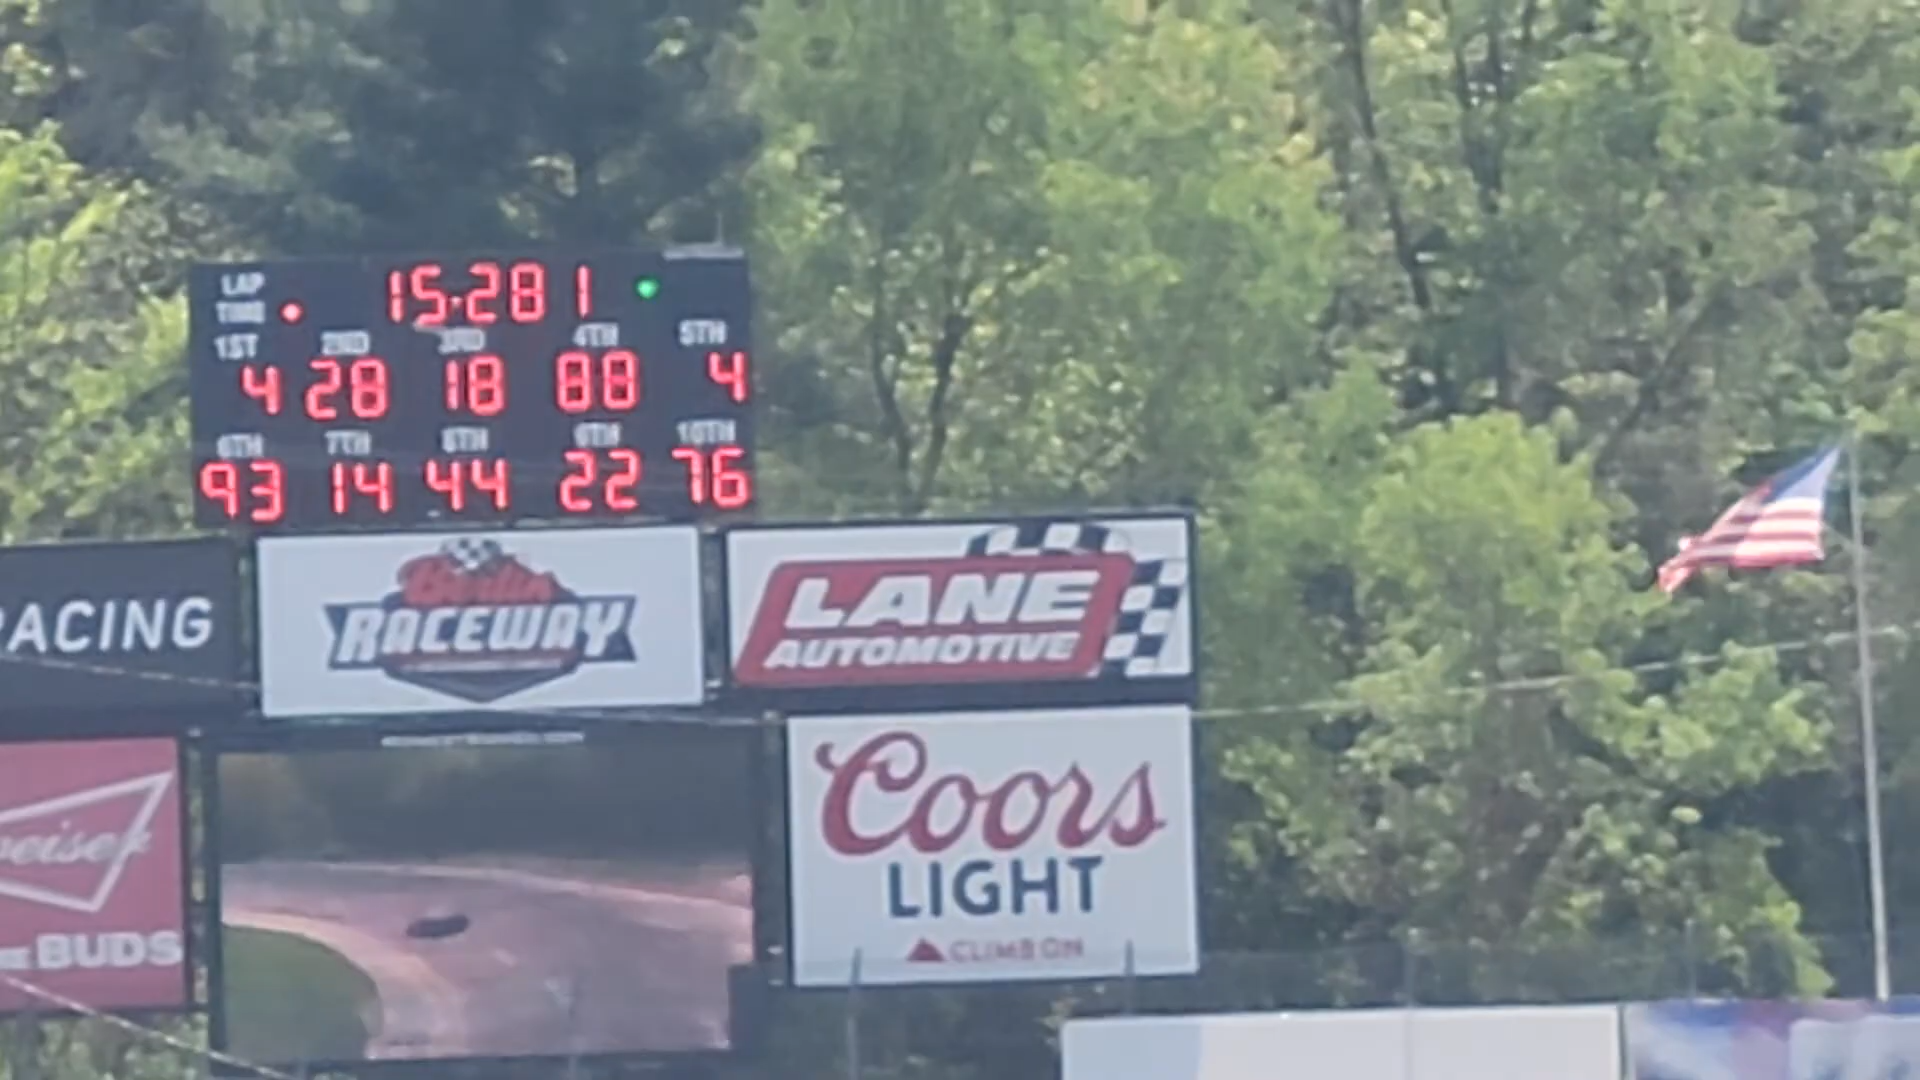 LAP
TIME 15.281
1ST 2ND 3RD 4TH 5TH
4 28 18 88 4
6TH 7TH 8TH 9TH 10TH
93 14 44 22 76
RACING
Berlin
RACEWAY
LANE
AUTOMOTIVE
BUDS
Coors
LIGHT
CLIMB ON